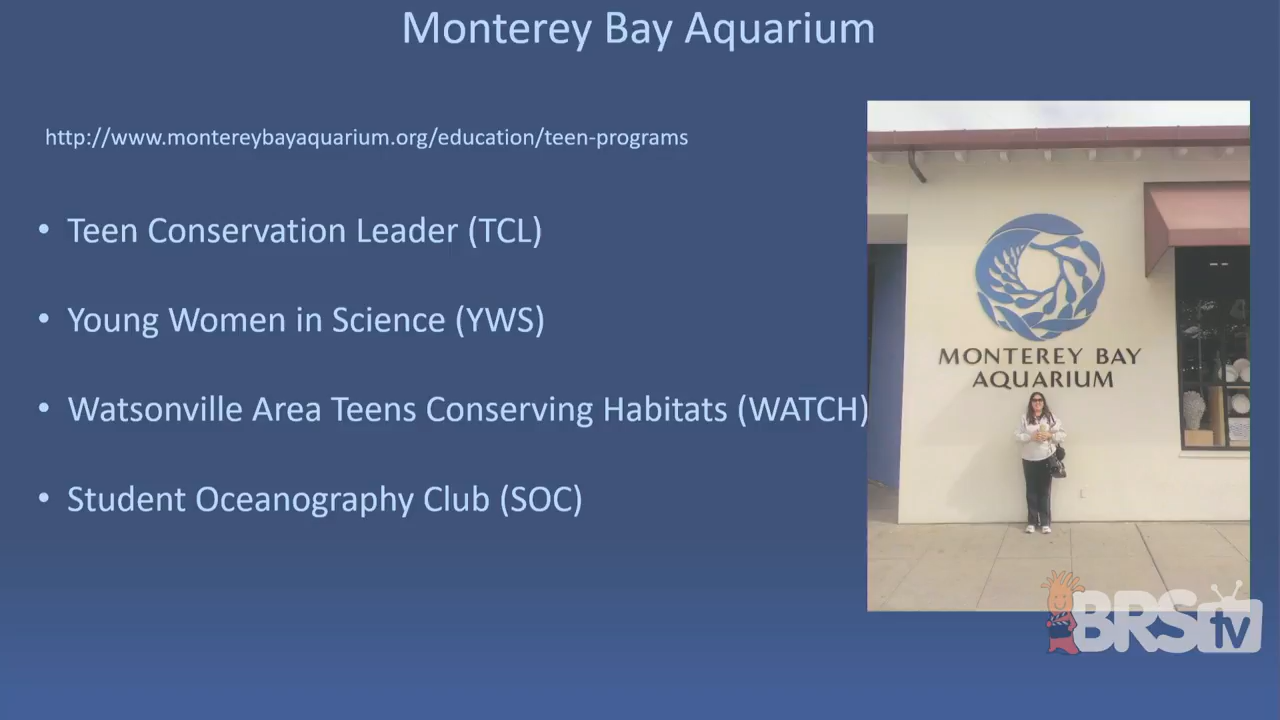 Monterey Bay Aquarium
http://www.montereybayaquarium.org/education/teen-programs
• Teen Conservation Leader (TCL)
• Young Women in Science (YWS)
• Watsonville Area Teens Conserving Habitats (WATCH)
• Student Oceanography Club (SOC)
MONTEREY BAY
AQUARIUM
BRS tv